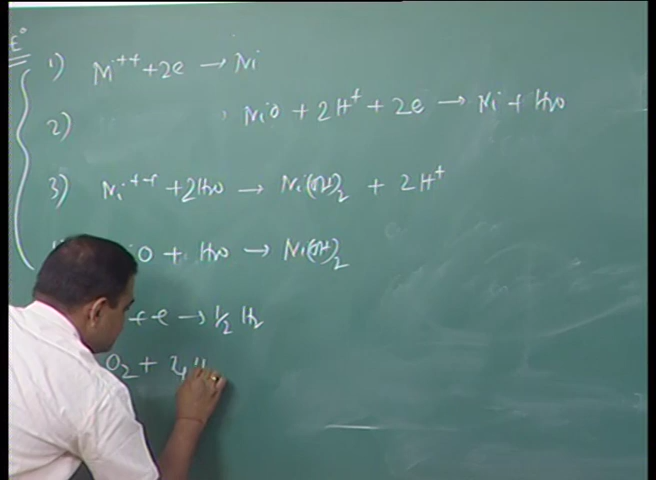 E°
1) Ni⁺⁺ + 2e → Ni
2) NiO + 2H⁺ + 2e → Ni + H₂O
3) Ni⁺⁺ + 2H₂O → Ni(OH)₂ + 2H⁺
O + H₂O → Ni(OH)₂
+ e → 1/2 H₂
O₂ + 4H